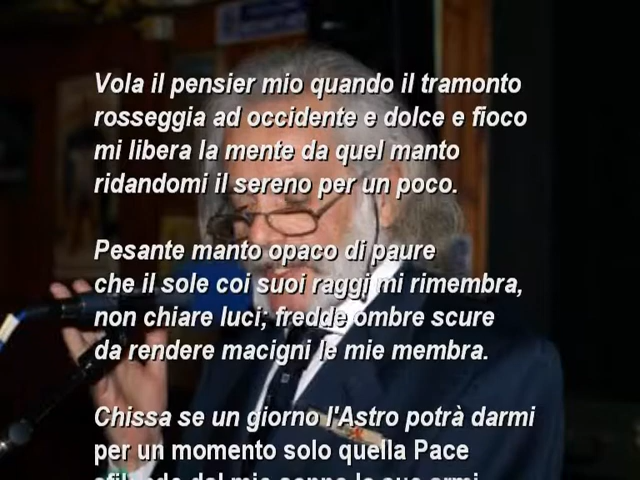 Vola il pensier mio quando il tramonto
rosseggia ad occidente e dolce e fioco
mi libera la mente da quel manto
ridandomi il sereno per un poco.
Pesante manto opaco di paure
che il sole coi suoi raggi mi rimembra,
non chiare luci; fredde ombre scure
da rendere macigni le mie membra.
Chissa se un giorno l'Astro potrà darmi
per un momento solo quella Pace